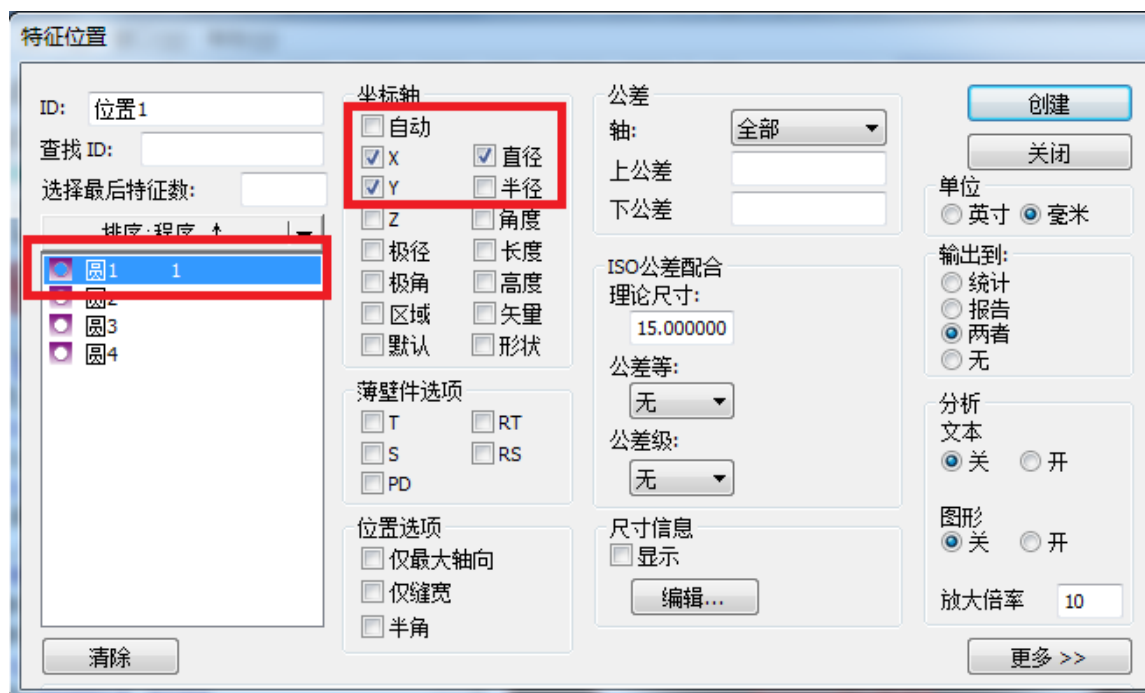 特征位置
ID: 位置1
查找 ID:
选择最后特征数:
排序:程序 ↑
圆1 1
圆2
圆3
圆4
清除
坐标轴
自动
X 直径
Y 半径
Z 角度
极径 长度
极角 高度
区域 矢量
默认 形状
薄壁件选项
T RT
S RS
PD
位置选项
仅最大轴向
仅缝宽
半角
公差
轴: 全部
上公差
下公差
ISO公差配合
理论尺寸:
15.000000
公差等:
无
公差级:
无
尺寸信息
显示
编辑...
创建
关闭
单位
英寸 毫米
输出到:
统计
报告
两者
无
分析
文本
关 开
图形
关 开
放大倍率 10
更多 >>